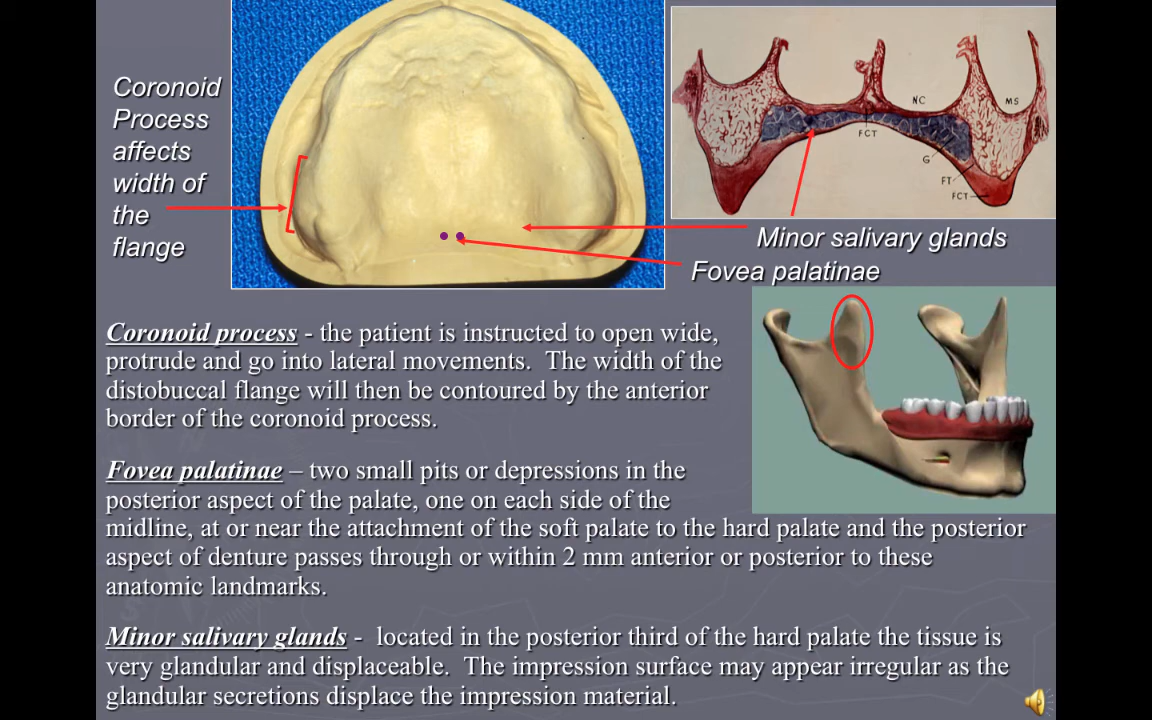 Coronoid
Process
affects
width of
the
flange
NC
MS
FCT
G
FT
FCT
Minor salivary glands
Fovea palatinae
Coronoid process - the patient is instructed to open wide,
protrude and go into lateral movements. The width of the
distobuccal flange will then be contoured by the anterior
border of the coronoid process.
Fovea palatinae – two small pits or depressions in the
posterior aspect of the palate, one on each side of the
midline, at or near the attachment of the soft palate to the hard palate and the posterior
aspect of denture passes through or within 2 mm anterior or posterior to these
anatomic landmarks.
Minor salivary glands - located in the posterior third of the hard palate the tissue is
very glandular and displaceable. The impression surface may appear irregular as the
glandular secretions displace the impression material.